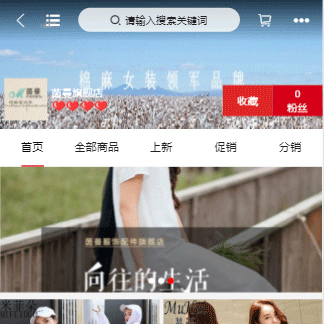 请输入搜索关键词
棉麻女装领军品牌
茵曼
茵曼旗舰店
收藏
0
粉丝
首页
全部商品
上新
促销
分销
茵曼服饰配件旗舰店
向往的生活